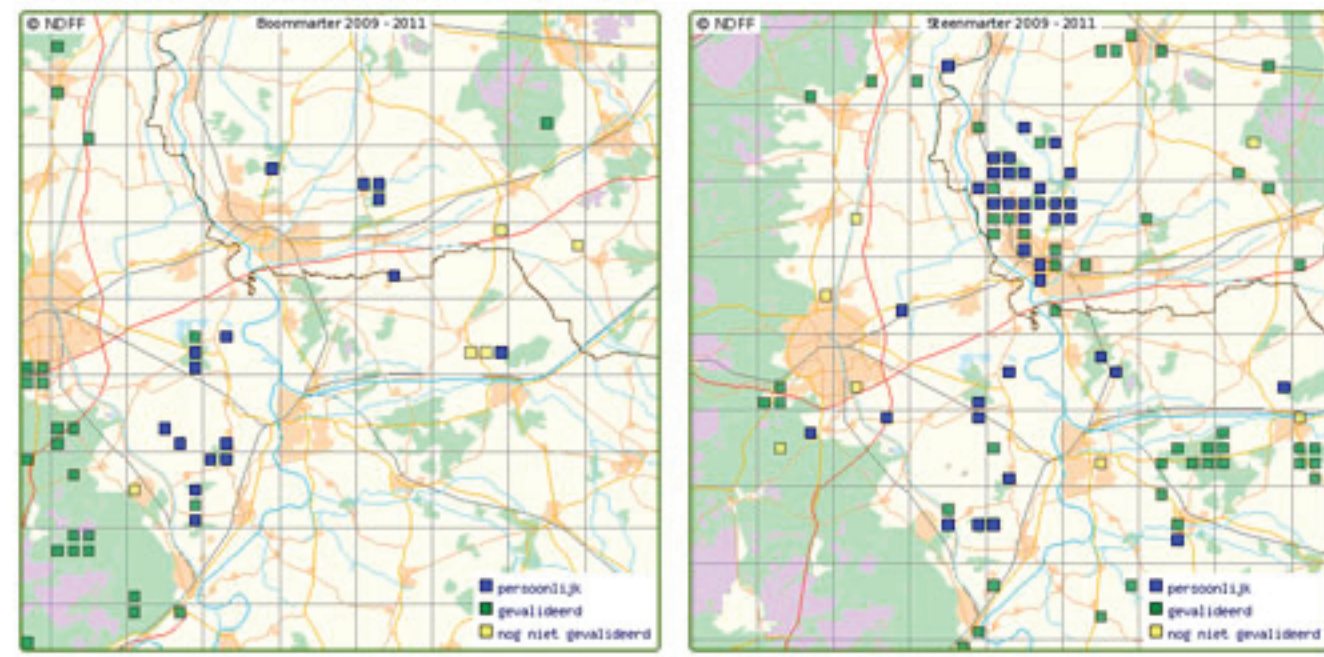 © NDFF
Boommarter 2009 - 2011
persoonlijk
gevalideerd
nog niet gevalideerd
© NDFF
Steenmarter 2009 - 2011
persoonlijk
gevalideerd
nog niet gevalideerd